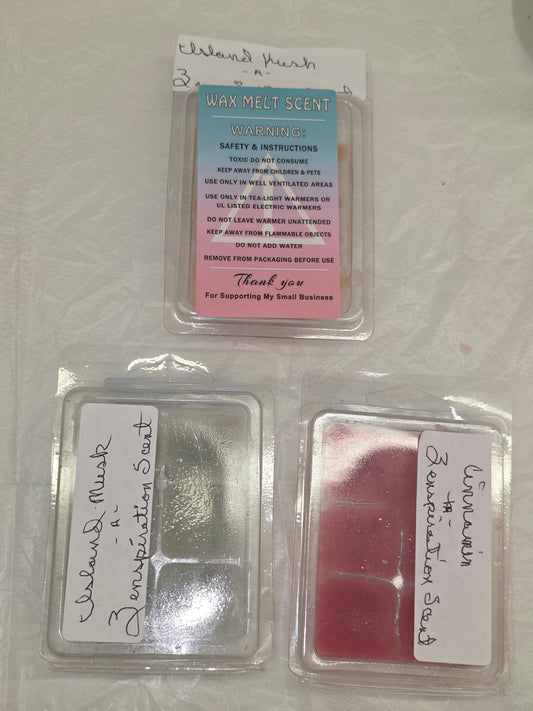 Island Musk
-A-
WAX MELT SCENT
WARNING:
SAFETY & INSTRUCTIONS
TOXIC DO NOT CONSUME
KEEP AWAY FROM CHILDREN & PETS
USE ONLY IN WELL VENTILATED AREAS
USE ONLY IN TEA-LIGHT WARMERS OR
UL LISTED ELECTRIC WARMERS
DO NOT LEAVE WARMER UNATTENDED
KEEP AWAY FROM FLAMMABLE OBJECTS
DO NOT ADD WATER
REMOVE FROM PACKAGING BEFORE USE
Thank you
For Supporting My Small Business
Island Musk
-A-
Zenspiration Scent
Cinnamin
Zenspiration Scent